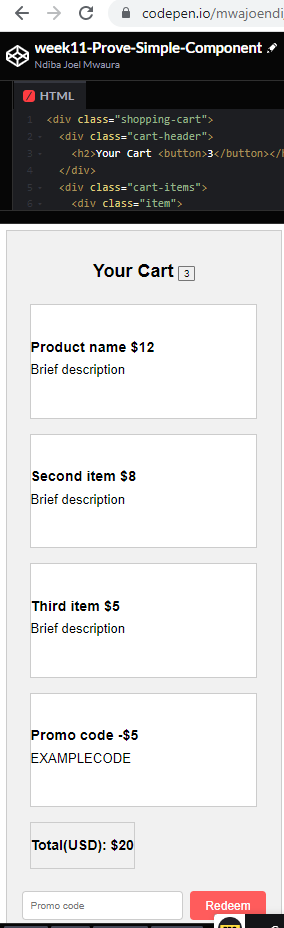 codepen.io/mwajoendi
week11-Prove-Simple-Component
Ndiba Joel Mwaura
/ HTML
1 <div class="shopping-cart">
2 <div class="cart-header">
3 <h2>Your Cart <button>3</button></h
4 </div>
5 <div class="cart-items">
6 <div class="item">
Your Cart 3
Product name $12
Brief description
Second item $8
Brief description
Third item $5
Brief description
Promo code -$5
EXAMPLECODE
Total(USD): $20
Promo code Redeem